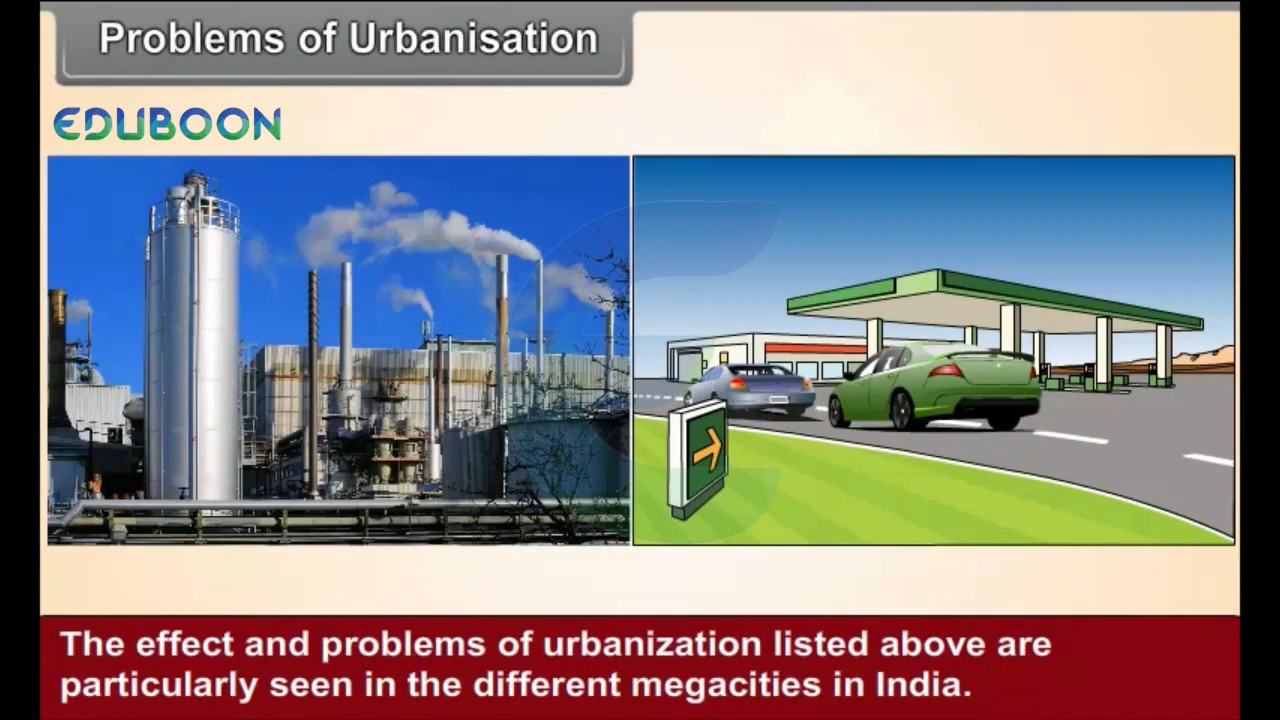 Problems of Urbanisation
EDUBOON
The effect and problems of urbanization listed above are
particularly seen in the different megacities in India.